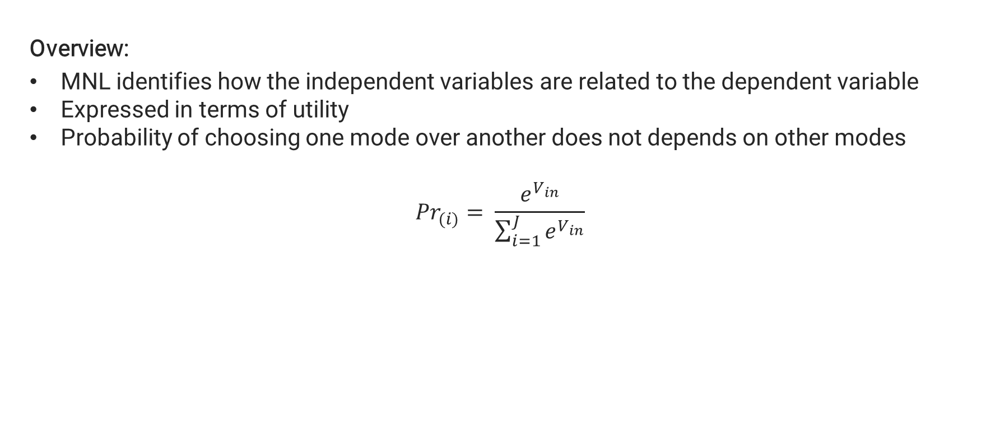 Overview:
• MNL identifies how the independent variables are related to the dependent variable
• Expressed in terms of utility
• Probability of choosing one mode over another does not depends on other modes
$Pr_{(i)} = \frac{e^{V_{in}}}{\sum_{i=1}^{J} e^{V_{in}}}$